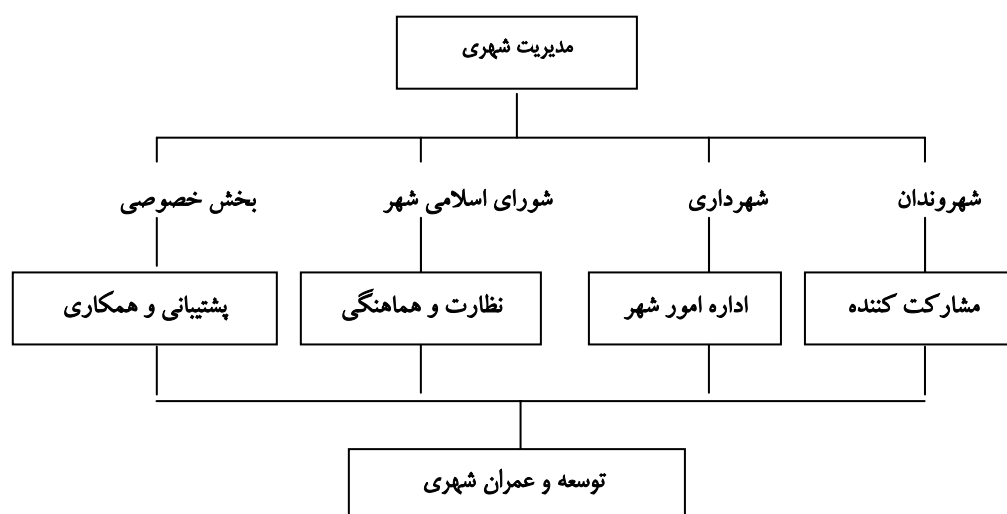 مدیریت شهری
شهروندان
شهرداری
شورای اسلامی شهر
بخش خصوصی
مشارکت کننده
اداره امور شهر
نظارت و هماهنگی
پشتیبانی و همکاری
توسعه و عمران شهری